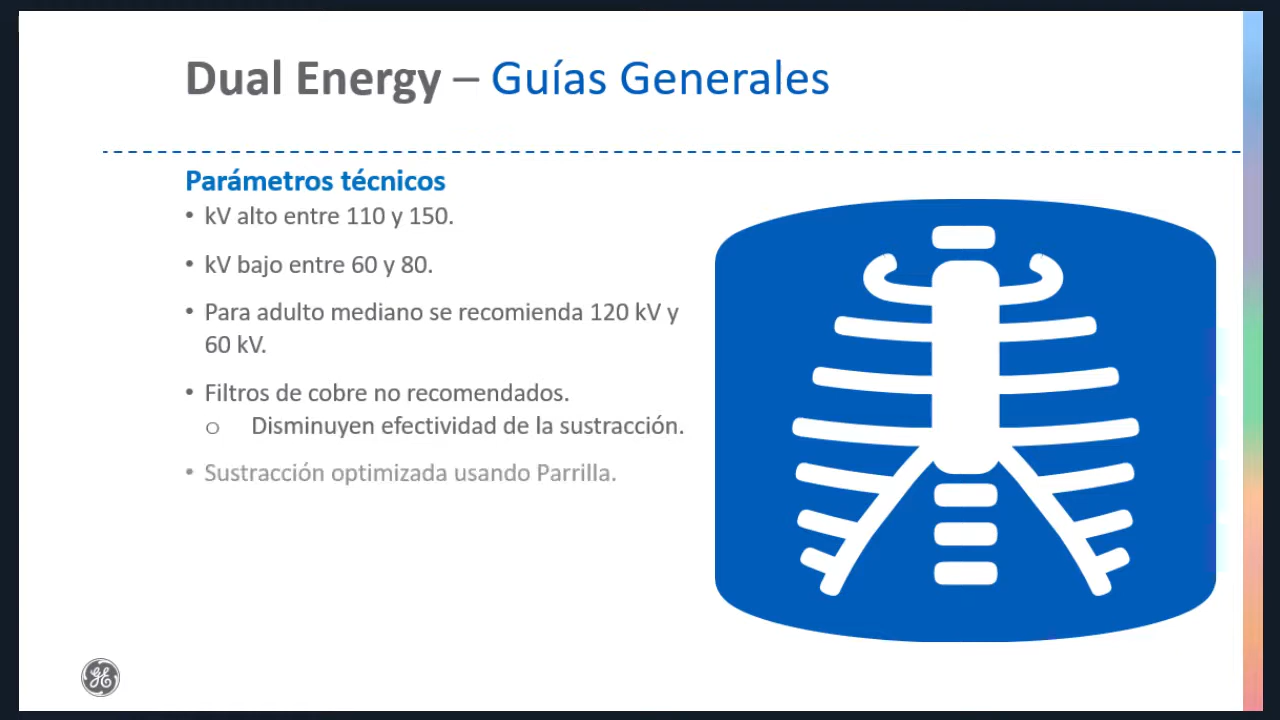 Dual Energy – Guías Generales
Parámetros técnicos
• kV alto entre 110 y 150.
• kV bajo entre 60 y 80.
• Para adulto mediano se recomienda 120 kV y
60 kV.
• Filtros de cobre no recomendados.
o Disminuyen efectividad de la sustracción.
• Sustracción optimizada usando Parrilla.
GE